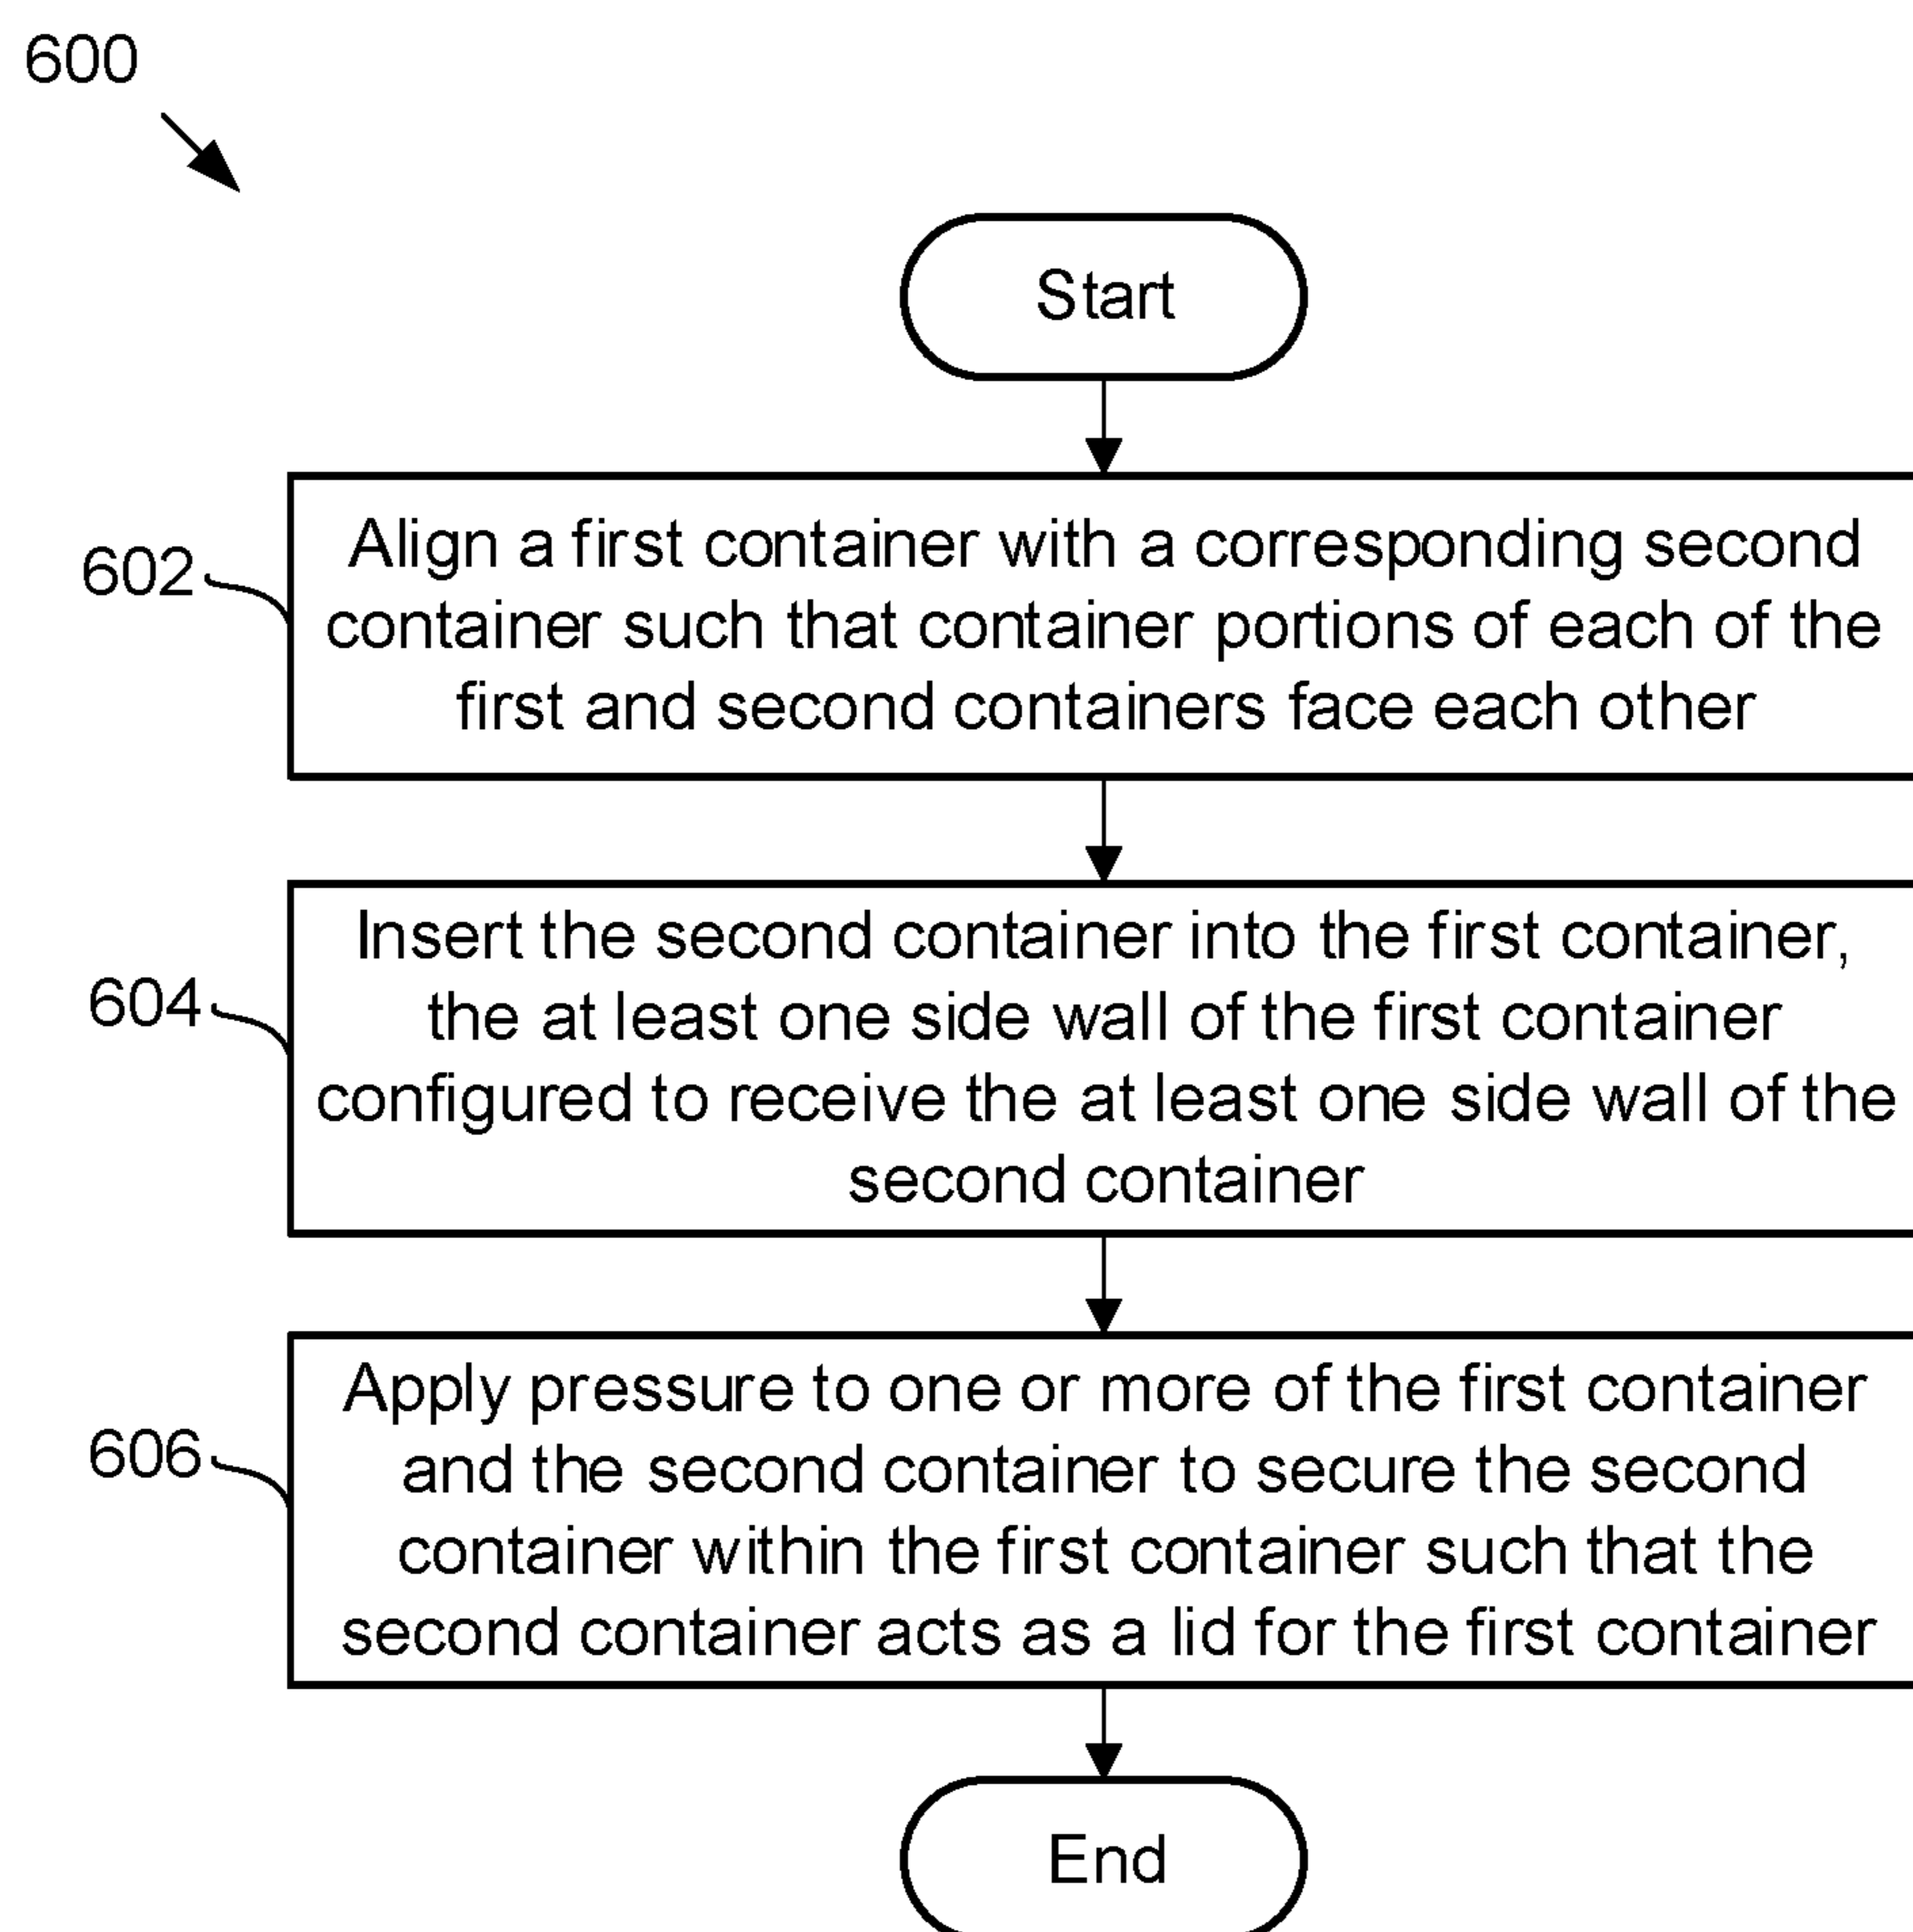 600
Start
602
Align a first container with a corresponding second
container such that container portions of each of the
first and second containers face each other
604
Insert the second container into the first container,
the at least one side wall of the first container
configured to receive the at least one side wall of the
second container
606
Apply pressure to one or more of the first container
and the second container to secure the second
container within the first container such that the
second container acts as a lid for the first container
End